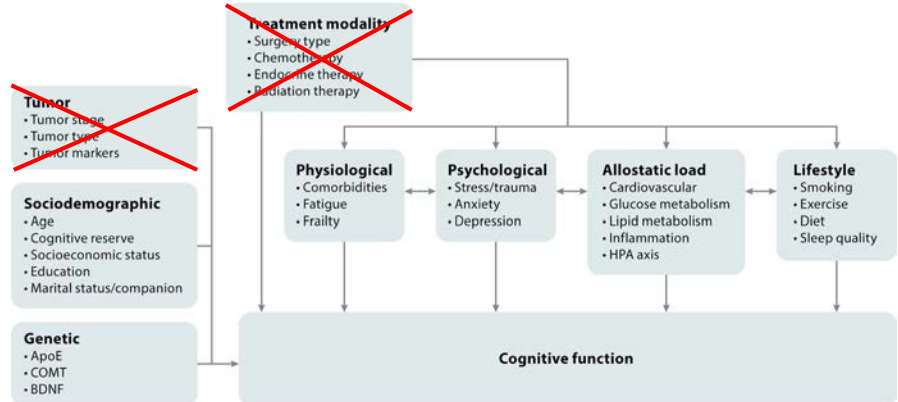 Treatment modality
• Surgery type
• Chemotherapy
• Endocrine therapy
• Radiation therapy
Tumor
• Tumor stage
• Tumor type
• Tumor markers
Sociodemographic
• Age
• Cognitive reserve
• Socioeconomic status
• Education
• Marital status/companion
Genetic
• ApoE
• COMT
• BDNF
Physiological
• Comorbidities
• Fatigue
• Frailty
Psychological
• Stress/trauma
• Anxiety
• Depression
Allostatic load
• Cardiovascular
• Glucose metabolism
• Lipid metabolism
• Inflammation
• HPA axis
Lifestyle
• Smoking
• Exercise
• Diet
• Sleep quality
Cognitive function